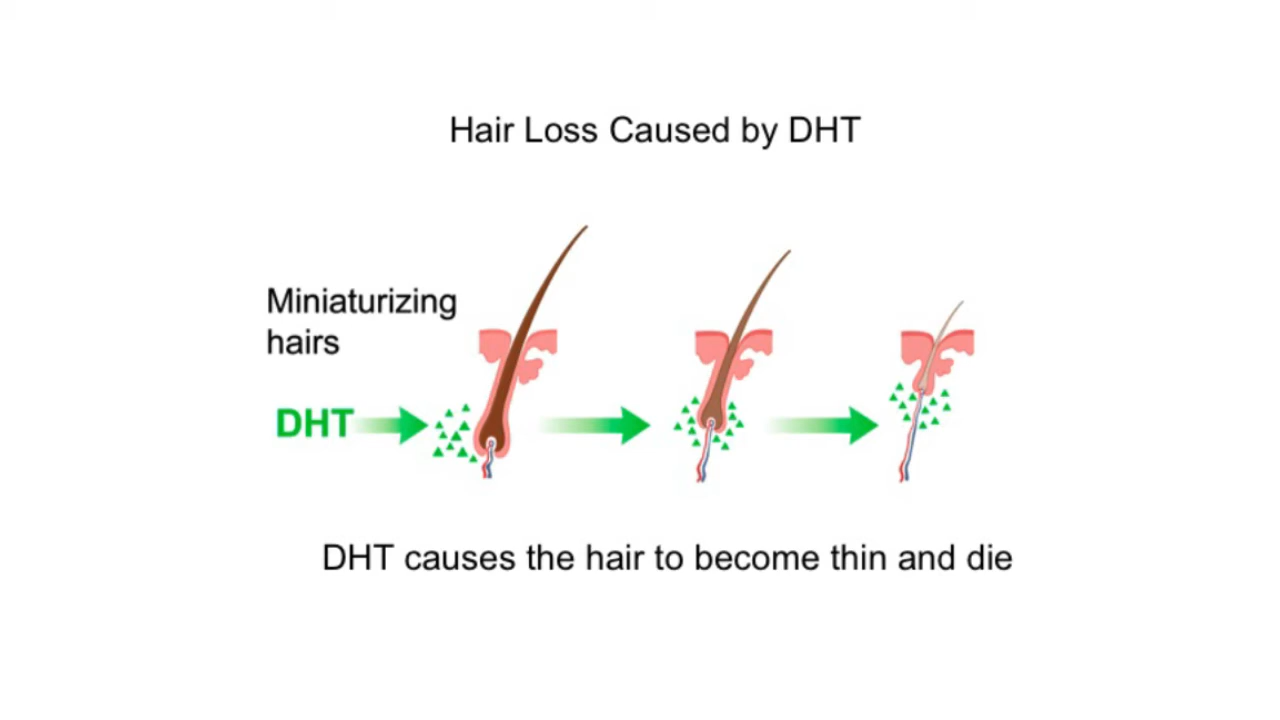 Hair Loss Caused by DHT
Miniaturizing
hairs
DHT
DHT causes the hair to become thin and die